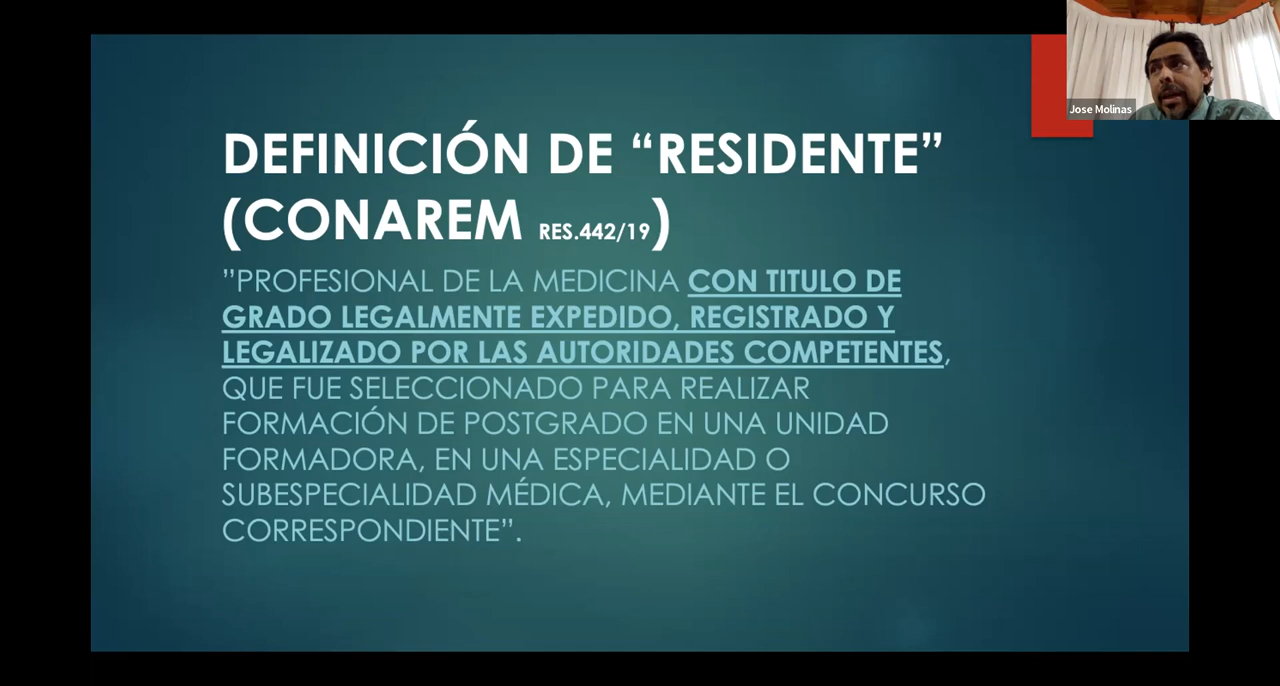 DEFINICIÓN DE “RESIDENTE”
(CONAREM RES.442/19)
”PROFESIONAL DE LA MEDICINA CON TITULO DE
GRADO LEGALMENTE EXPEDIDO, REGISTRADO Y
LEGALIZADO POR LAS AUTORIDADES COMPETENTES,
QUE FUE SELECCIONADO PARA REALIZAR
FORMACIÓN DE POSTGRADO EN UNA UNIDAD
FORMADORA, EN UNA ESPECIALIDAD O
SUBESPECIALIDAD MÉDICA, MEDIANTE EL CONCURSO
CORRESPONDIENTE”.
Jose Molinas